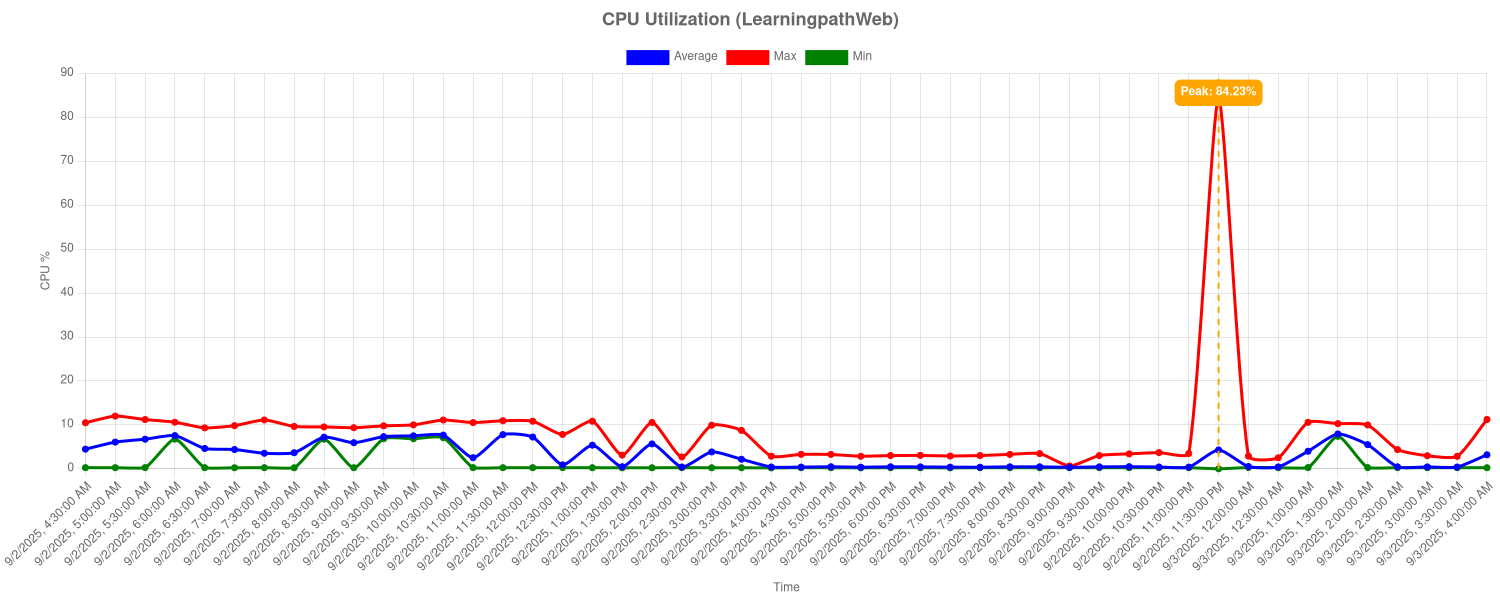 CPU Utilization (LearningpathWeb)
Average Max Min
Peak: 84.23%
CPU %
90
80
70
60
50
40
30
20
10
0
9/2/2025, 4:30:00 AM
9/2/2025, 5:00:00 AM
9/2/2025, 5:30:00 AM
9/2/2025, 6:00:00 AM
9/2/2025, 6:30:00 AM
9/2/2025, 7:00:00 AM
9/2/2025, 7:30:00 AM
9/2/2025, 8:00:00 AM
9/2/2025, 8:30:00 AM
9/2/2025, 9:00:00 AM
9/2/2025, 9:30:00 AM
9/2/2025, 10:00:00 AM
9/2/2025, 10:30:00 AM
9/2/2025, 11:00:00 AM
9/2/2025, 11:30:00 AM
9/2/2025, 12:00:00 PM
9/2/2025, 12:30:00 PM
9/2/2025, 1:00:00 PM
9/2/2025, 1:30:00 PM
9/2/2025, 2:00:00 PM
9/2/2025, 2:30:00 PM
9/2/2025, 3:00:00 PM
9/2/2025, 3:30:00 PM
9/2/2025, 4:00:00 PM
9/2/2025, 4:30:00 PM
9/2/2025, 5:00:00 PM
9/2/2025, 5:30:00 PM
9/2/2025, 6:00:00 PM
9/2/2025, 6:30:00 PM
9/2/2025, 7:00:00 PM
9/2/2025, 7:30:00 PM
9/2/2025, 8:00:00 PM
9/2/2025, 8:30:00 PM
9/2/2025, 9:00:00 PM
9/2/2025, 9:30:00 PM
9/2/2025, 10:00:00 PM
9/2/2025, 10:30:00 PM
9/2/2025, 11:00:00 PM
9/2/2025, 11:30:00 PM
9/3/2025, 12:00:00 AM
9/3/2025, 12:30:00 AM
9/3/2025, 1:00:00 AM
9/3/2025, 1:30:00 AM
9/3/2025, 2:00:00 AM
9/3/2025, 2:30:00 AM
9/3/2025, 3:00:00 AM
9/3/2025, 3:30:00 AM
9/3/2025, 4:00:00 AM
Time